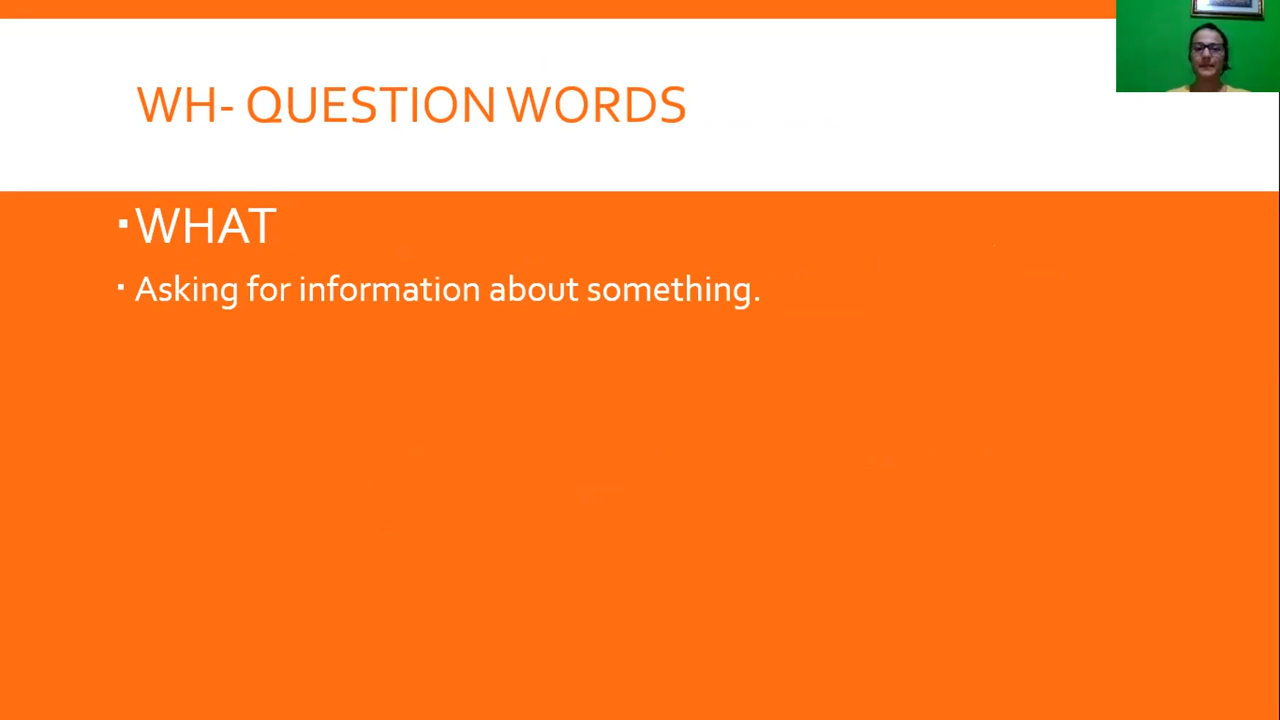 WH- QUESTION WORDS
▪WHAT
▪ Asking for information about something.